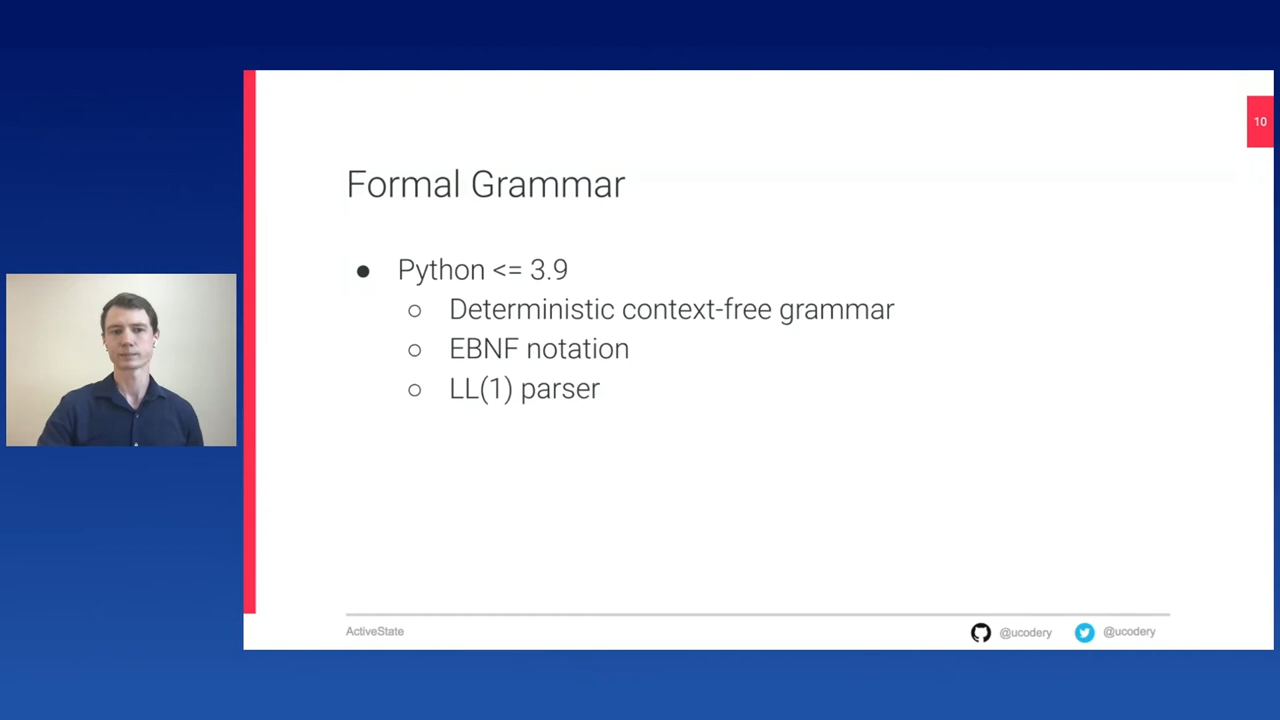 10
Formal Grammar
● Python <= 3.9
○ Deterministic context-free grammar
○ EBNF notation
○ LL(1) parser
ActiveState
@ucodery
@ucodery